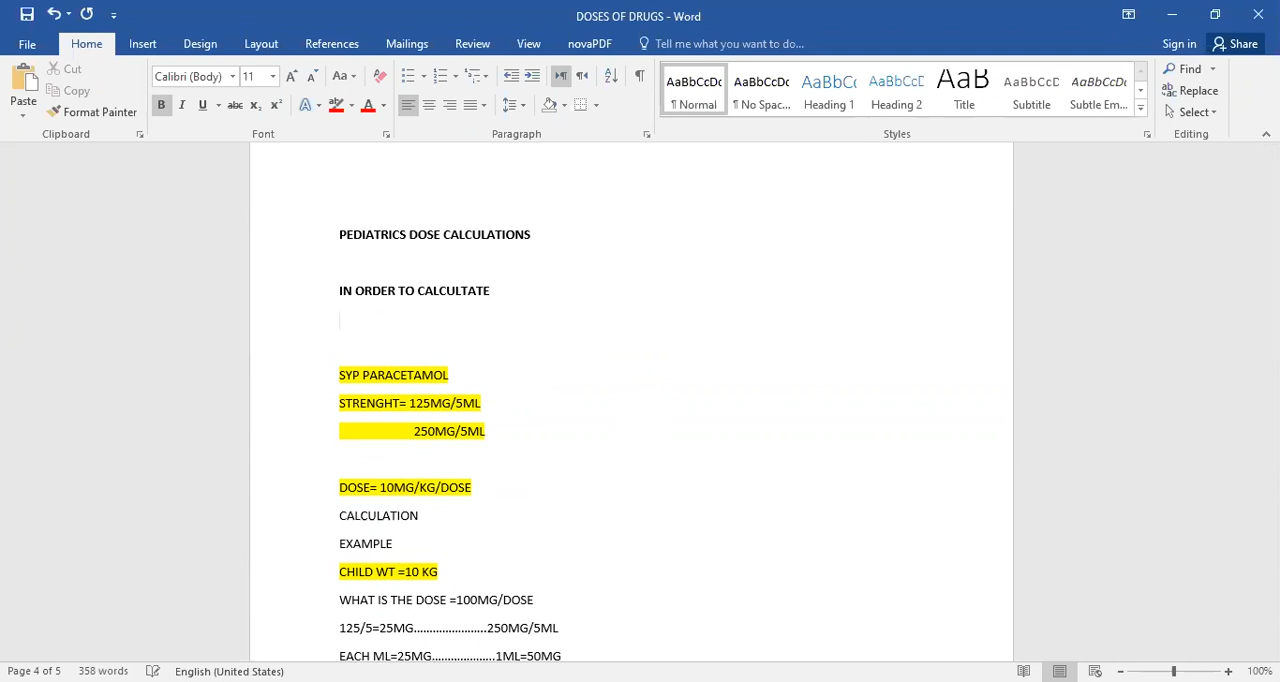 DOSES OF DRUGS - Word
File Home Insert Design Layout References Mailings Review View novaPDF Tell me what you want to do... Sign in Share
Paste
Cut
Copy
Format Painter
Clipboard
Calibri (Body) 11
Font
Paragraph
AaBbCcDc AaBbCcDc AaBbCc AaBbCcD AaB AaBbCcD AaBbCcDc
¶ Normal ¶ No Spac... Heading 1 Heading 2 Title Subtitle Subtle Em...
Styles
Find
Replace
Select
Editing
PEDIATRICS DOSE CALCULATIONS
IN ORDER TO CALCULTATE
SYP PARACETAMOL
STRENGHT= 125MG/5ML
250MG/5ML
DOSE= 10MG/KG/DOSE
CALCULATION
EXAMPLE
CHILD WT =10 KG
WHAT IS THE DOSE =100MG/DOSE
125/5=25MG.......................250MG/5ML
EACH ML=25MG....................1ML=50MG
Page 4 of 5 358 words English (United States) 100%